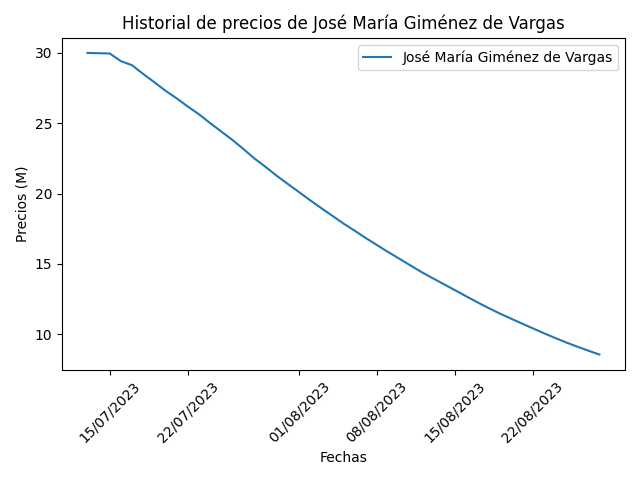 Historial de precios de José María Giménez de Vargas
José María Giménez de Vargas
Precios (M)
30
25
20
15
10
15/07/2023
22/07/2023
01/08/2023
08/08/2023
15/08/2023
22/08/2023
Fechas